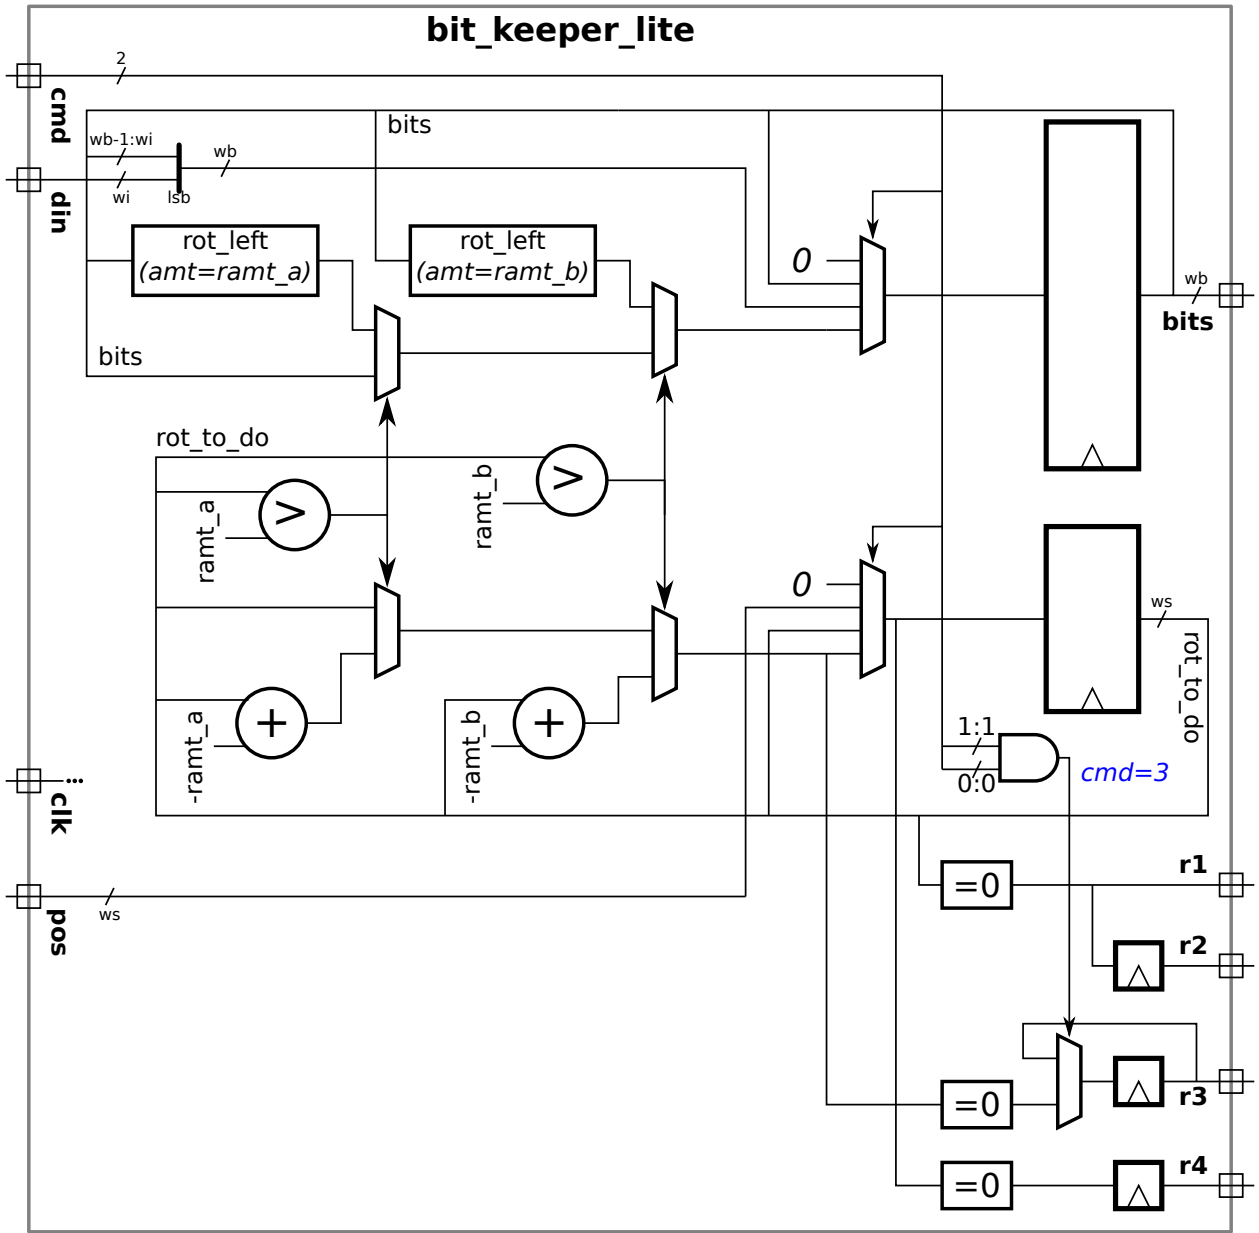 bit_keeper_lite
2
cmd
bits
wb-1:wi
wb
din
wi
lsb
rot_left
(amt=ramt_a)
rot_left
(amt=ramt_b)
0
wb
bits
bits
rot_to_do
ramt_a
>
ramt_b
>
0
ws
rot_to_do
-ramt_a
+
-ramt_b
+
1:1
0:0
cmd=3
clk
pos
ws
=0
r1
r2
=0
r3
=0
r4